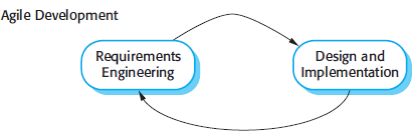 Agile Development
Requirements
Engineering
Design and
Implementation